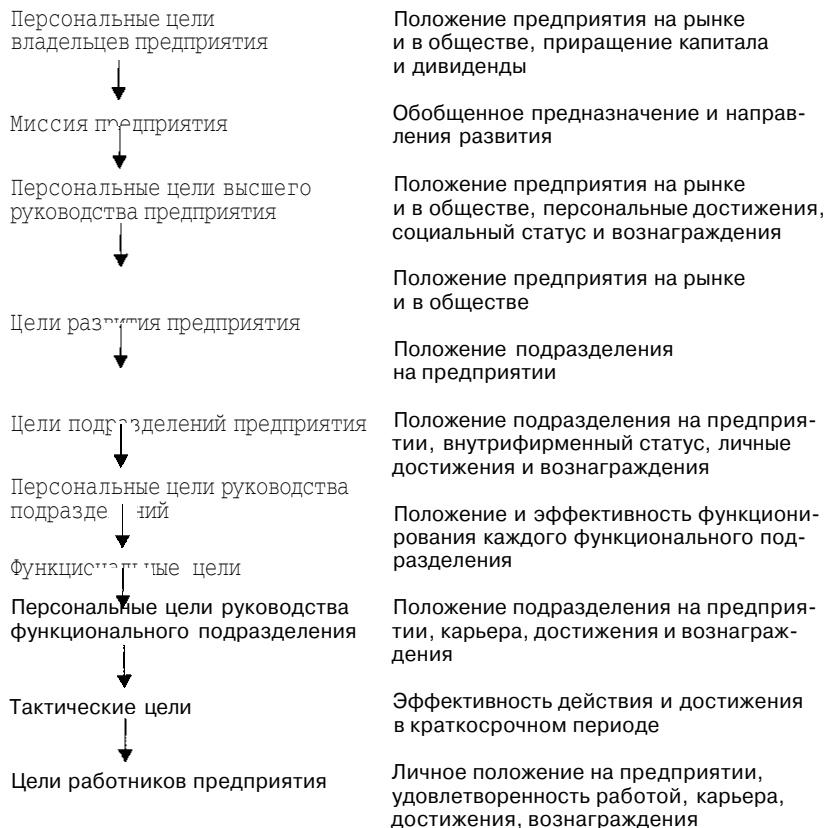 Персональные цели
владельцев предприятия
Положение предприятия на рынке
и в обществе, приращение капитала
и дивиденды
Миссия предприятия
Обобщенное предназначение и направ-
ления развития
Персональные цели высшего
руководства предприятия
Положение предприятия на рынке
и в обществе, персональные достижения,
социальный статус и вознаграждения
Цели развития предприятия
Положение предприятия на рынке
и в обществе
Цели подразделений предприятия
Положение подразделения
на предприятии
Персональные цели руководства
подразделений
Положение подразделения на предприя-
тии, внутрифирменный статус, личные
достижения и вознаграждения
Функциональные цели
Положение и эффективность функциони-
рования каждого функционального под-
разделения
Персональные цели руководства
функционального подразделения
Положение подразделения на предприя-
тии, карьера, достижения и вознаграж-
дения
Тактические цели
Эффективность действия и достижения
в краткосрочном периоде
Цели работников предприятия
Личное положение на предприятии,
удовлетворенность работой, карьера,
достижения, вознаграждения